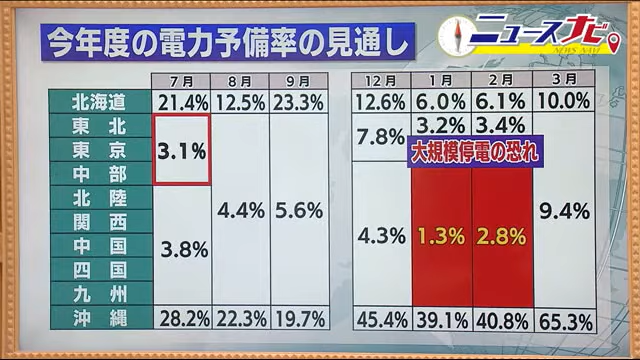 今年度の電力予備率の見通し
ニュースナビ
NEWS NAVI
7月 8月 9月 12月 1月 2月 3月
北海道 21.4% 12.5% 23.3% 12.6% 6.0% 6.1% 10.0%
東北 3.2% 3.4%
東京 3.1% 7.8% 大規模停電の恐れ
中部
北陸 4.4% 5.6% 9.4%
関西 4.3% 1.3% 2.8%
中国 3.8%
四国
九州
沖縄 28.2% 22.3% 19.7% 45.4% 39.1% 40.8% 65.3%